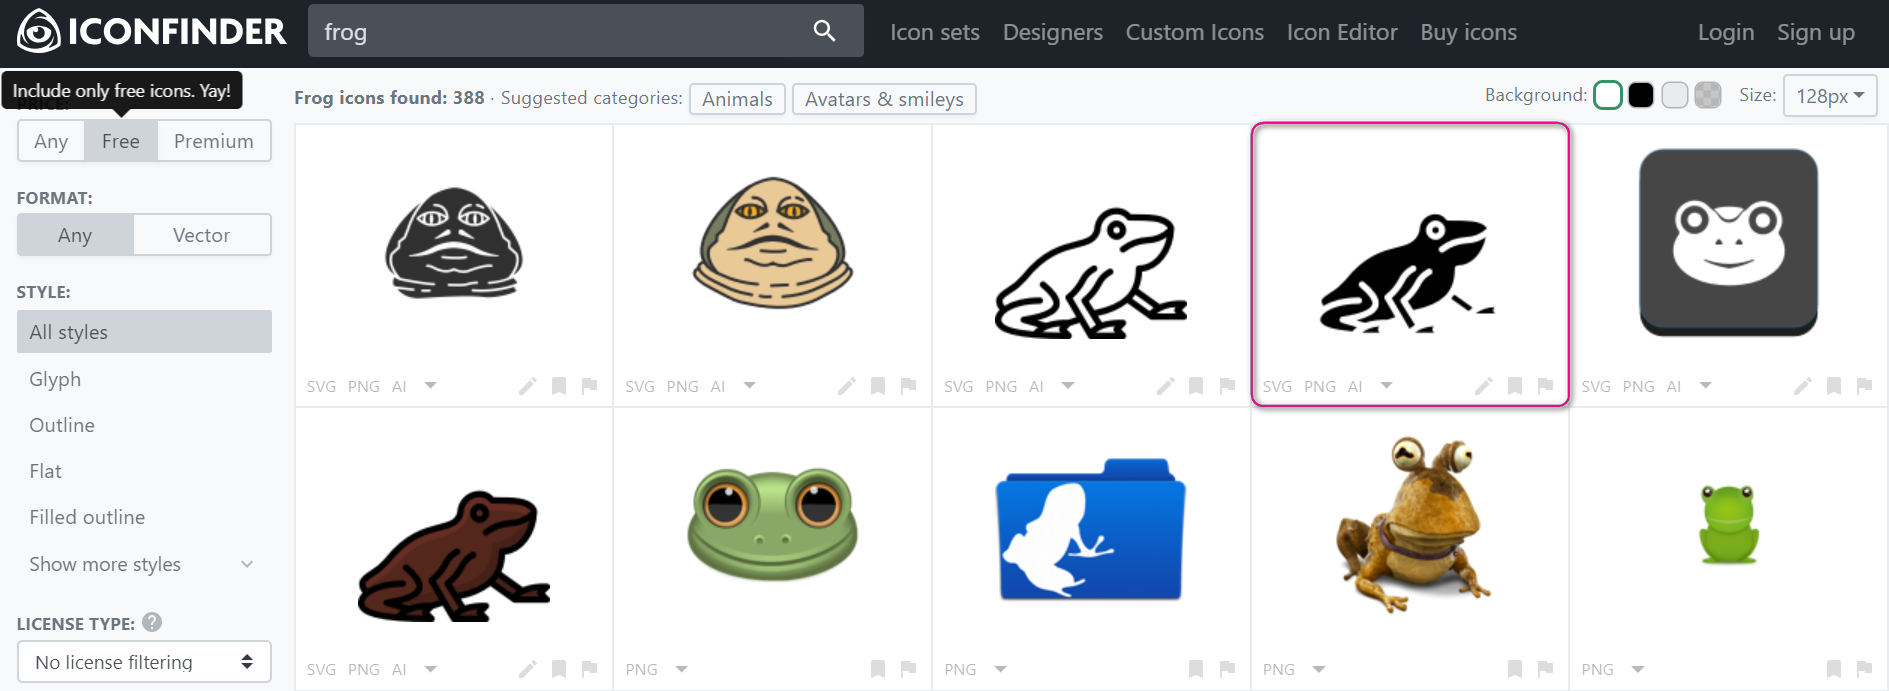 ICONFINDER
frog
Icon sets Designers Custom Icons Icon Editor Buy icons
Login Sign up
Include only free icons. Yay!
PRICE:
Any Free Premium
FORMAT:
Any Vector
STYLE:
All styles
Glyph
Outline
Flat
Filled outline
Show more styles
LICENSE TYPE: ?
No license filtering
Frog icons found: 388 · Suggested categories: Animals Avatars & smileys
Background: Size: 128px
SVG PNG AI
SVG PNG AI
SVG PNG AI
SVG PNG AI
SVG PNG AI
SVG PNG AI
PNG
PNG
PNG
PNG